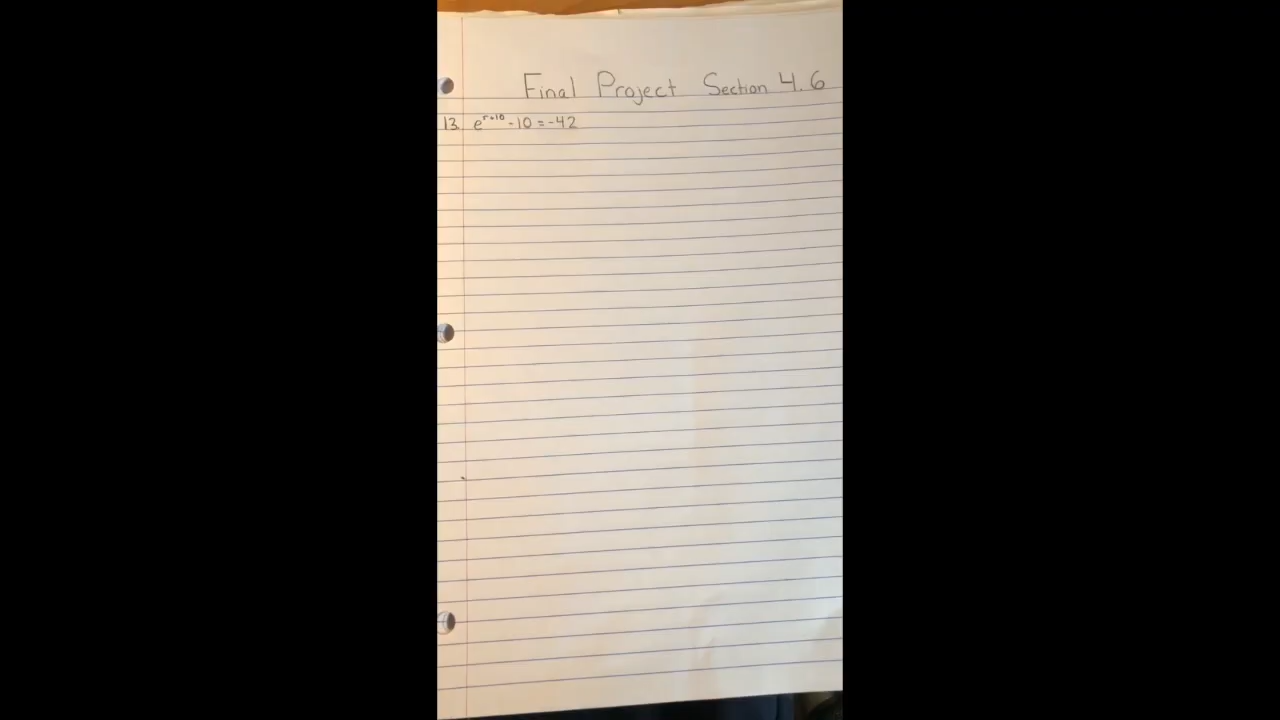 Final Project Section 4.6
13. e^{r+10} - 10 = -42